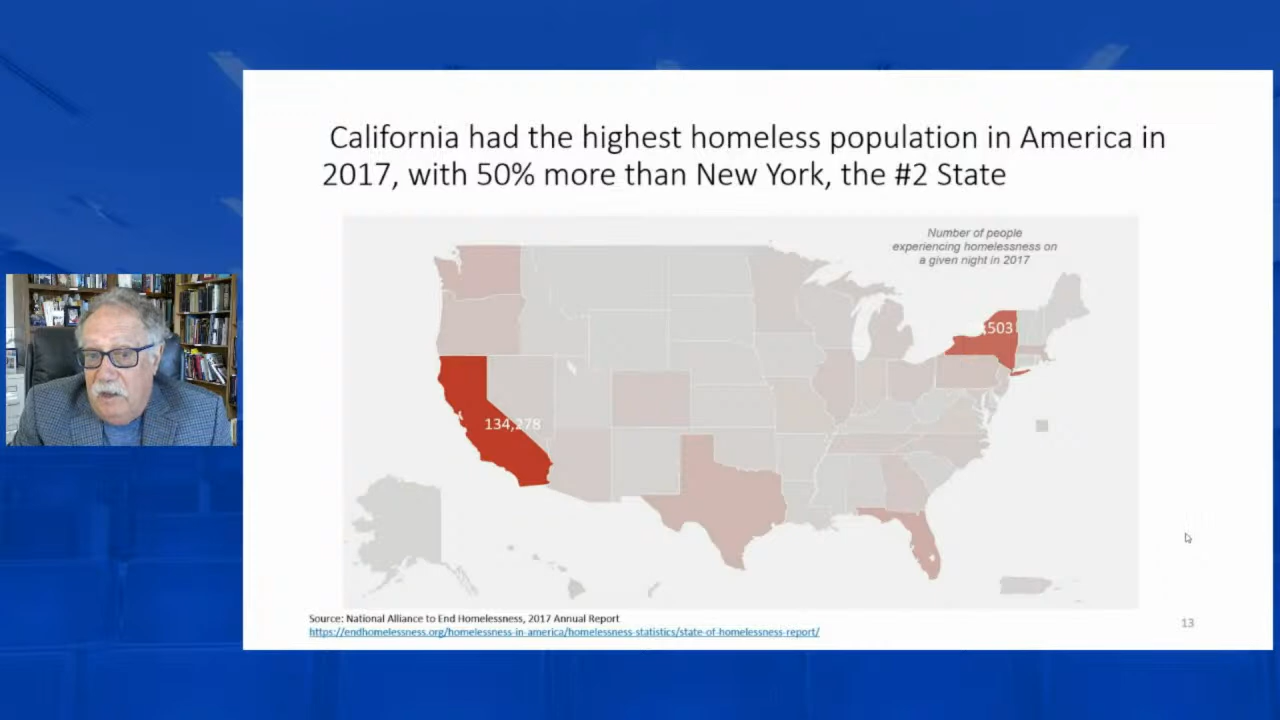 California had the highest homeless population in America in
2017, with 50% more than New York, the #2 State
Number of people
experiencing homelessness on
a given night in 2017
,503
134,278
Source: National Alliance to End Homelessness, 2017 Annual Report
https://endhomelessness.org/homelessness-in-america/homelessness-statistics/state-of-homelessness-report/
13